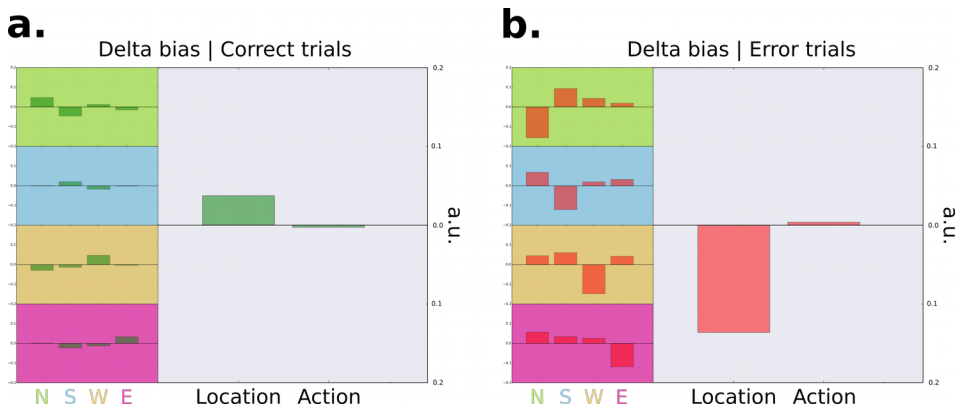 a.
Delta bias | Correct trials
0.2
0.1
0.0
0.1
0.2
a.u.
N S W E
Location Action
b.
Delta bias | Error trials
0.2
0.1
0.0
0.1
0.2
a.u.
N S W E
Location Action